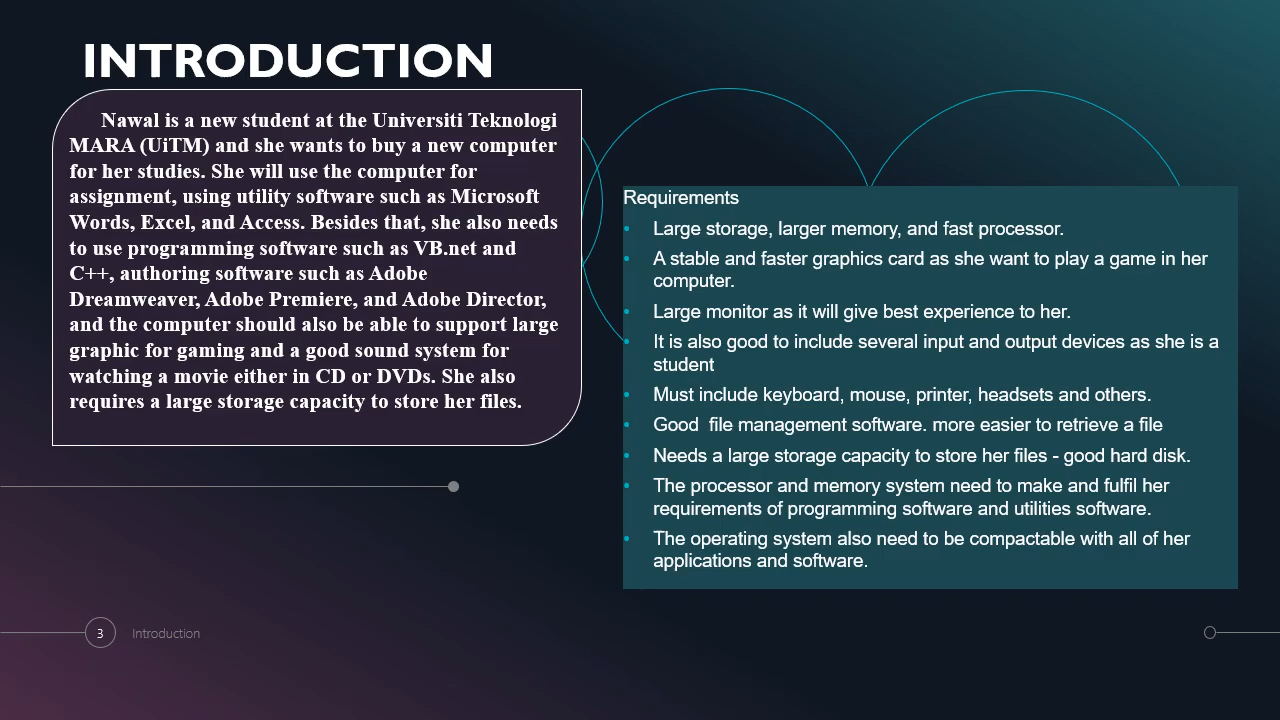 INTRODUCTION
Nawal is a new student at the Universiti Teknologi
MARA (UiTM) and she wants to buy a new computer
for her studies. She will use the computer for
assignment, using utility software such as Microsoft
Words, Excel, and Access. Besides that, she also needs
to use programming software such as VB.net and
C++, authoring software such as Adobe
Dreamweaver, Adobe Premiere, and Adobe Director,
and the computer should also be able to support large
graphic for gaming and a good sound system for
watching a movie either in CD or DVDs. She also
requires a large storage capacity to store her files.
Requirements
• Large storage, larger memory, and fast processor.
• A stable and faster graphics card as she want to play a game in her
computer.
• Large monitor as it will give best experience to her.
• It is also good to include several input and output devices as she is a
student
• Must include keyboard, mouse, printer, headsets and others.
• Good  file management software. more easier to retrieve a file
• Needs a large storage capacity to store her files - good hard disk.
• The processor and memory system need to make and fulfil her
requirements of programming software and utilities software.
• The operating system also need to be compactable with all of her
applications and software.
3
Introduction